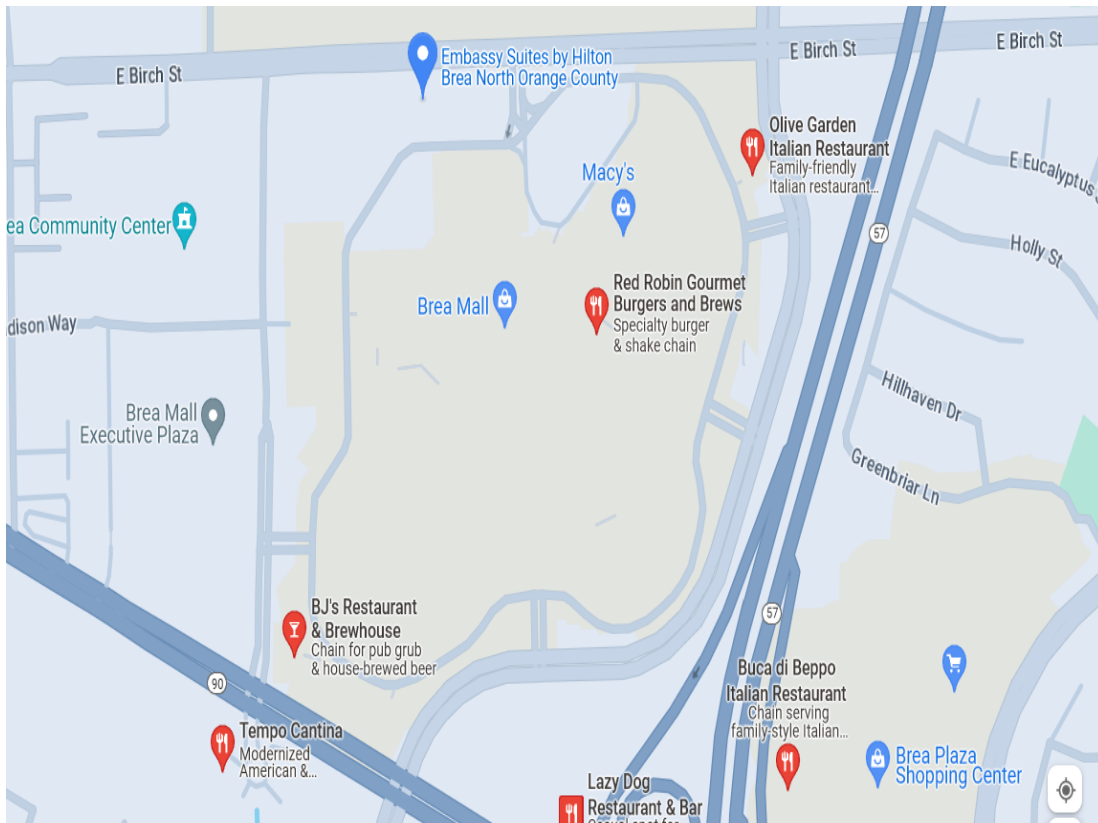 E Birch St
Embassy Suites by Hilton
Brea North Orange County
E Birch St
E Birch St
Olive Garden
Italian Restaurant
Family-friendly
Italian restaurant...
E Eucalyptus
Macy's
ea Community Center
57
Holly St
Brea Mall
Red Robin Gourmet
Burgers and Brews
Specialty burger
& shake chain
dison Way
Hillhaven Dr
Brea Mall
Executive Plaza
Greenbriar Ln
BJ's Restaurant
& Brewhouse
Chain for pub grub
& house-brewed beer
57
90
Buca di Beppo
Italian Restaurant
Chain serving
family-style Italian...
Tempo Cantina
Modernized
American &...
Brea Plaza
Shopping Center
Lazy Dog
Restaurant & Bar
Casual spot for